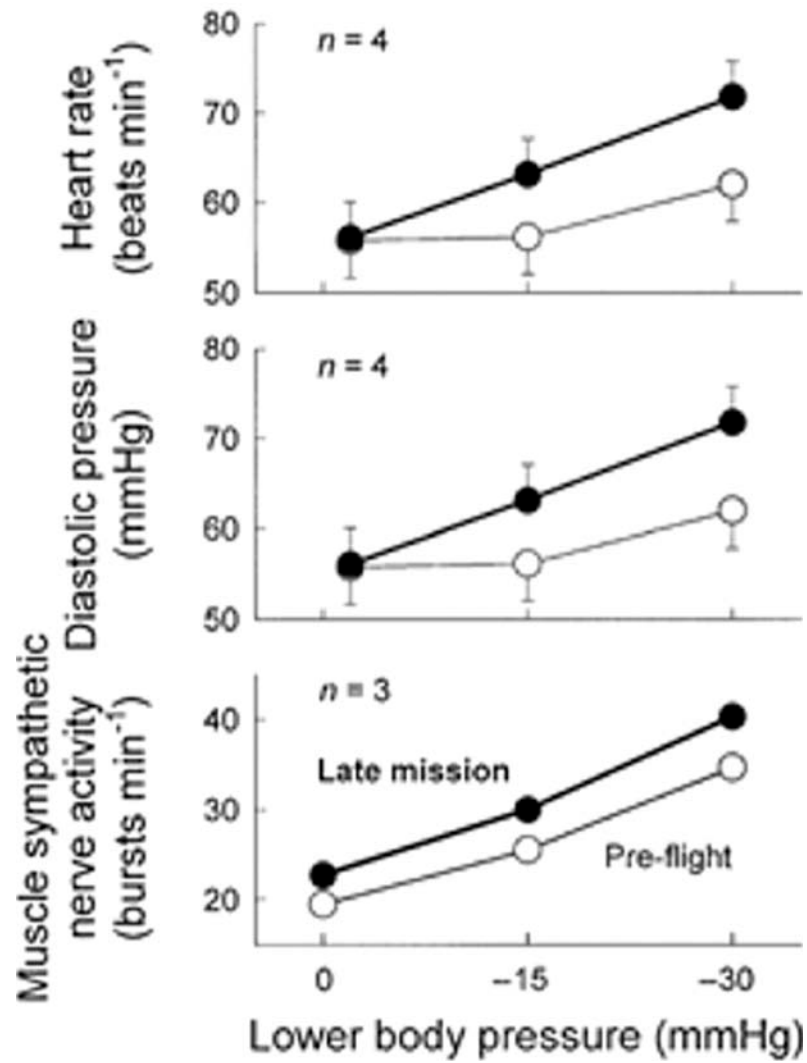 Heart rate
(beats min⁻¹)
80
70
60
50
n = 4
Diastolic pressure
(mmHg)
80
70
60
50
n = 4
Muscle sympathetic
nerve activity
(bursts min⁻¹)
40
30
20
n = 3
Late mission
Pre-flight
0 –15 –30
Lower body pressure (mmHg)